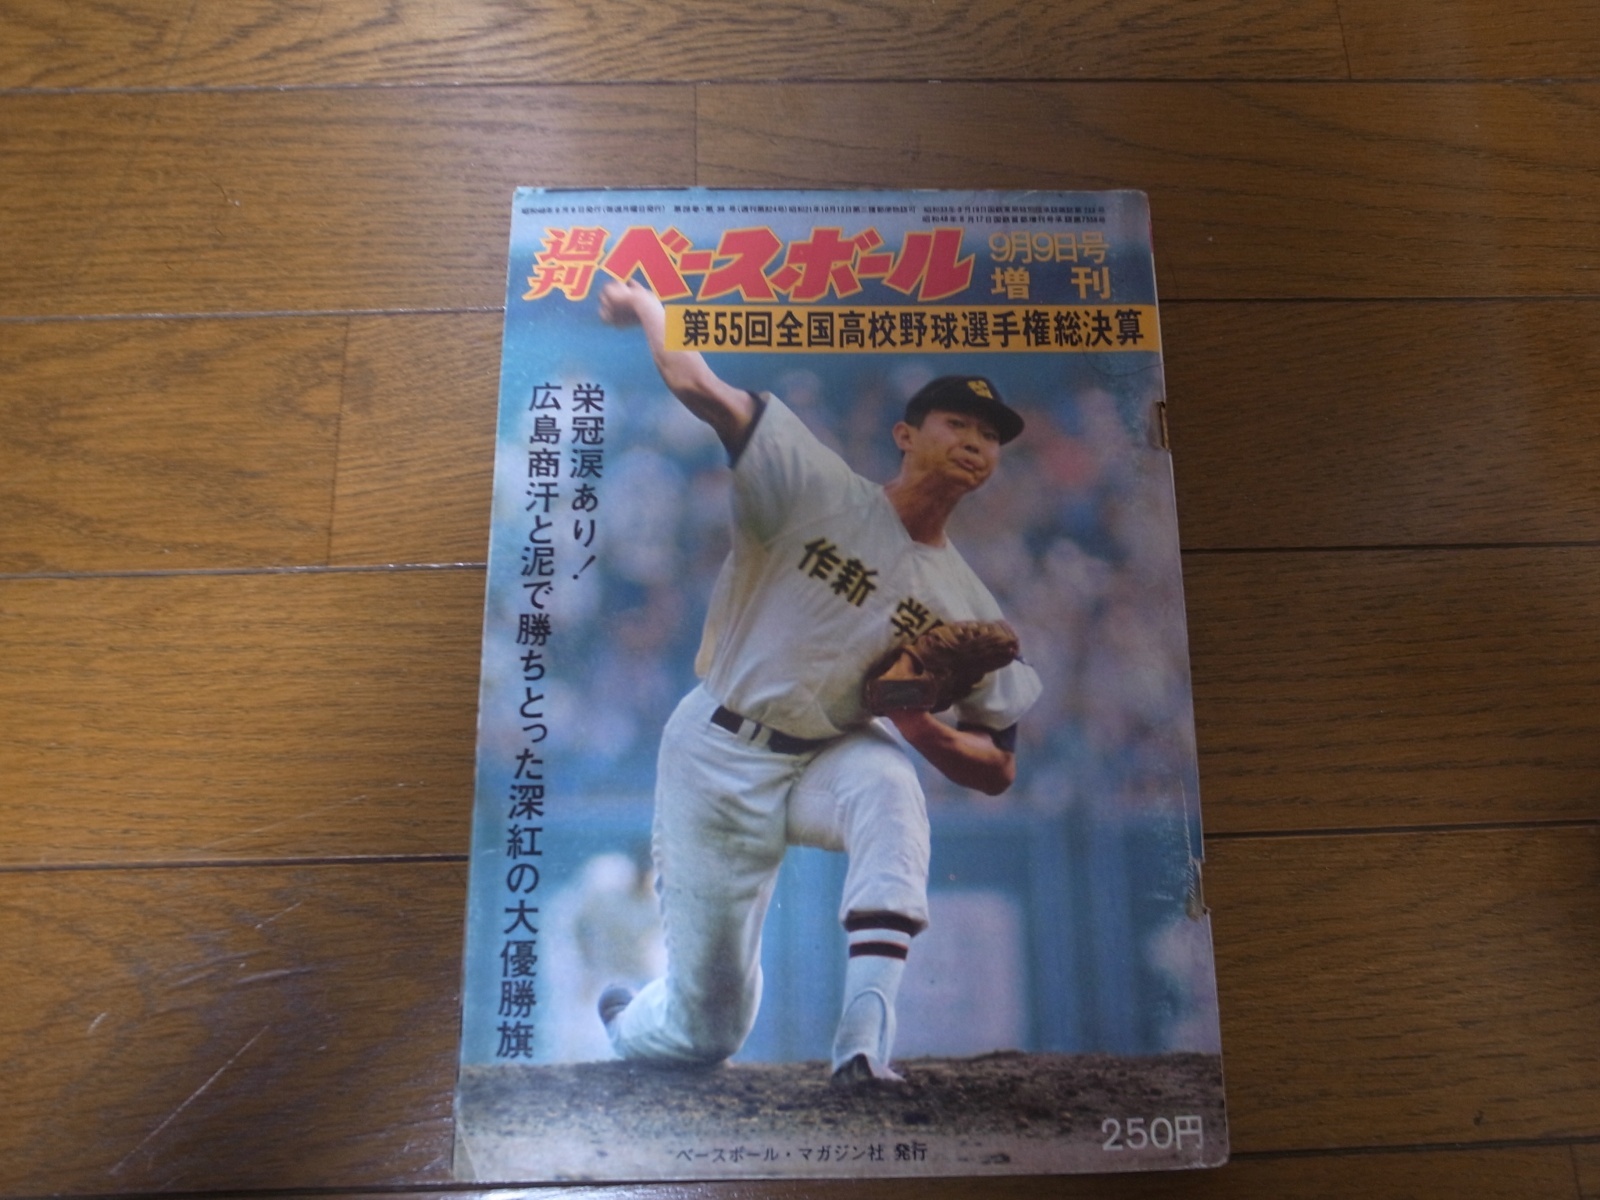 週刊ベースボール
9月9日号
増刊
第55回全国高校野球選手権総決算
栄冠涙あり!
広島商汗と泥で勝ちとった深紅の大優勝旗
作新 学
250円
ベースボール・マガジン社 発行